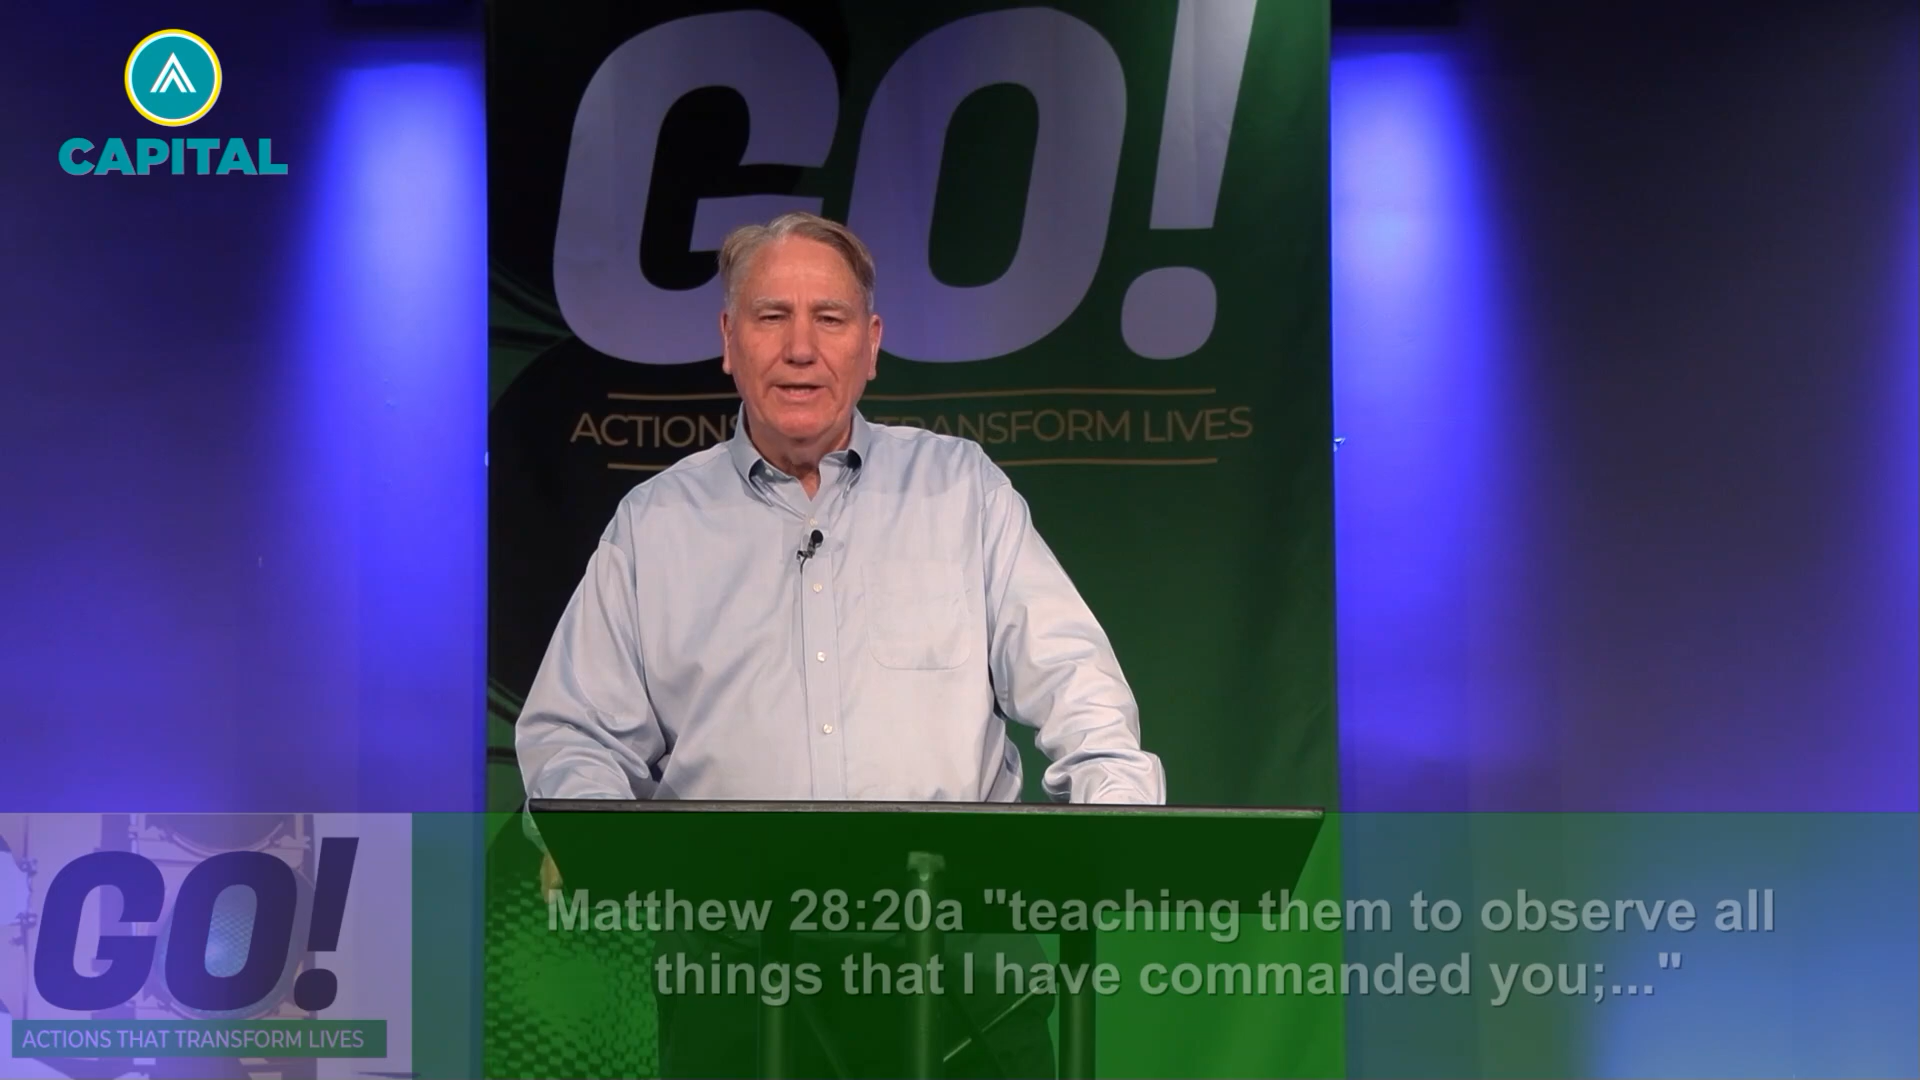 CAPITAL
GO!
ACTIONS TRANSFORM LIVES
GO!
ACTIONS THAT TRANSFORM LIVES
Matthew 28:20a "teaching them to observe all
things that I have commanded you;..."